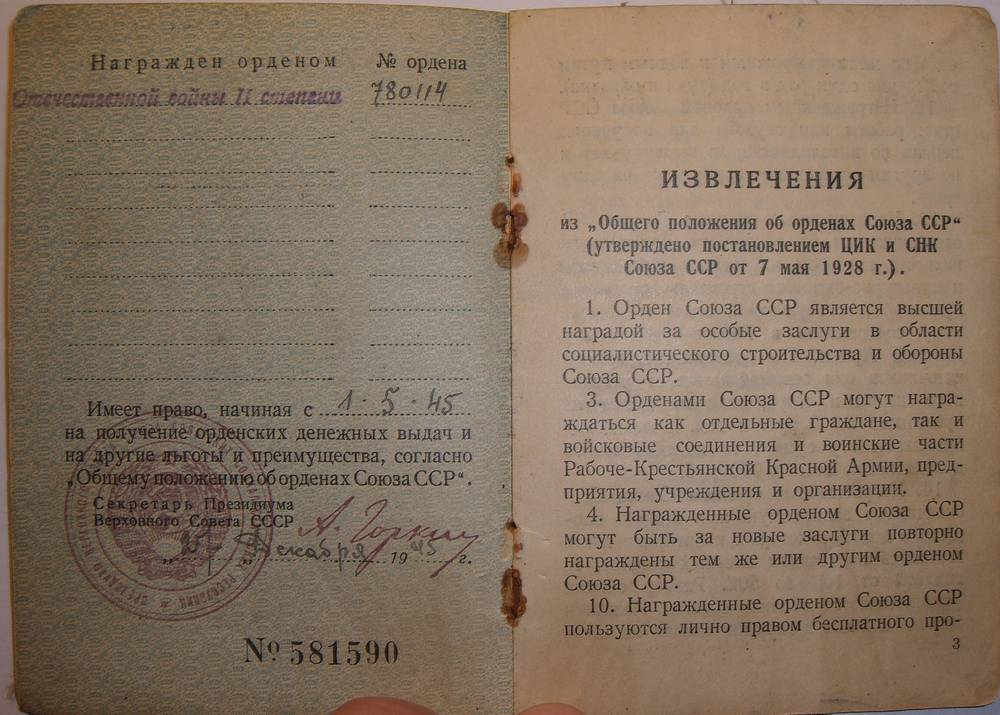 Награжден орденом № ордена
Отечественной войны II степени 780114
Имеет право, начиная с 1·5·45
на получение орденских денежных выдач и
на другие льготы и преимущества, согласно
„Общему положению об орденах Союза ССР“.
Секретарь Президиума
Верховного Совета СССР А. Горкин
„25“ Декабря 1945 г.
№ 581590
ИЗВЛЕЧЕНИЯ
из „Общего положения об орденах Союза ССР“
(утверждено постановлением ЦИК и СНК
Союза ССР от 7 мая 1928 г.).
1. Орден Союза ССР является высшей
наградой за особые заслуги в области
социалистического строительства и обороны
Союза ССР.
3. Орденами Союза ССР могут награ-
ждаться как отдельные граждане, так и
войсковые соединения и воинские части
Рабоче-Крестьянской Красной Армии, пред-
приятия, учреждения и организации.
4. Награжденные орденом Союза ССР
могут быть за новые заслуги повторно
награждены тем же или другим орденом
Союза ССР.
10. Награжденные орденом Союза ССР
пользуются лично правом бесплатного про-
3